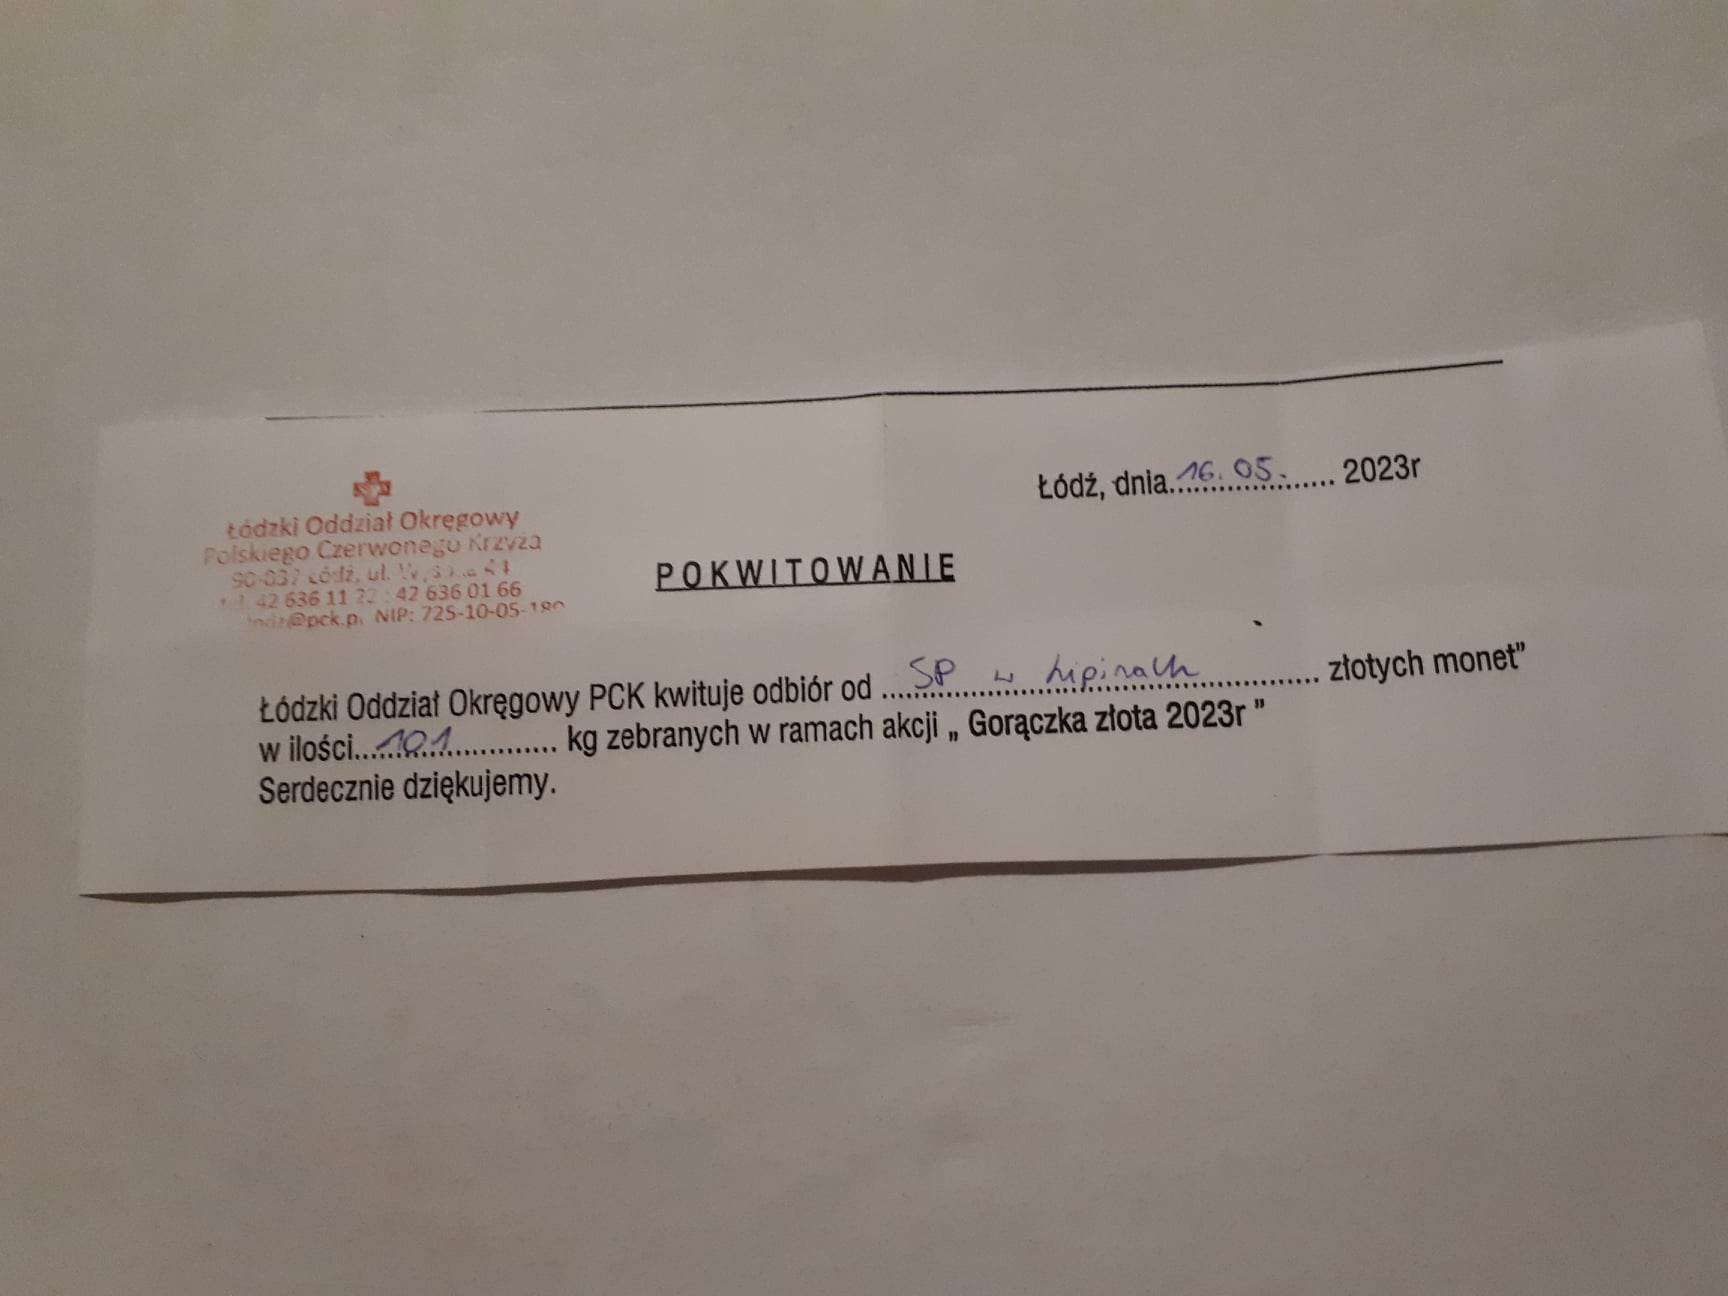 Łódzki Oddział Okręgowy
Polskiego Czerwonego Krzyża
90-037 Łódź, ul.
42 636 11 22 42 636 01 66
@pck.pl NIP: 725-10-05-180
Łódź, dnia 16.05. 2023r
POKWITOWANIE
Łódzki Oddział Okręgowy PCK kwituje odbiór od SP w Lipinach złotych monet”
w ilości 101 kg zebranych w ramach akcji „ Gorączka złota 2023r ”
Serdecznie dziękujemy.